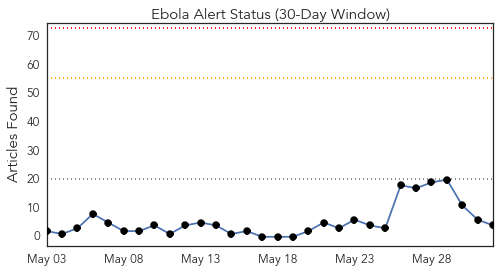 Ebola Alert Status (30-Day Window)
Articles Found
70
60
50
40
30
20
10
0
May 03 May 08 May 13 May 18 May 23 May 28